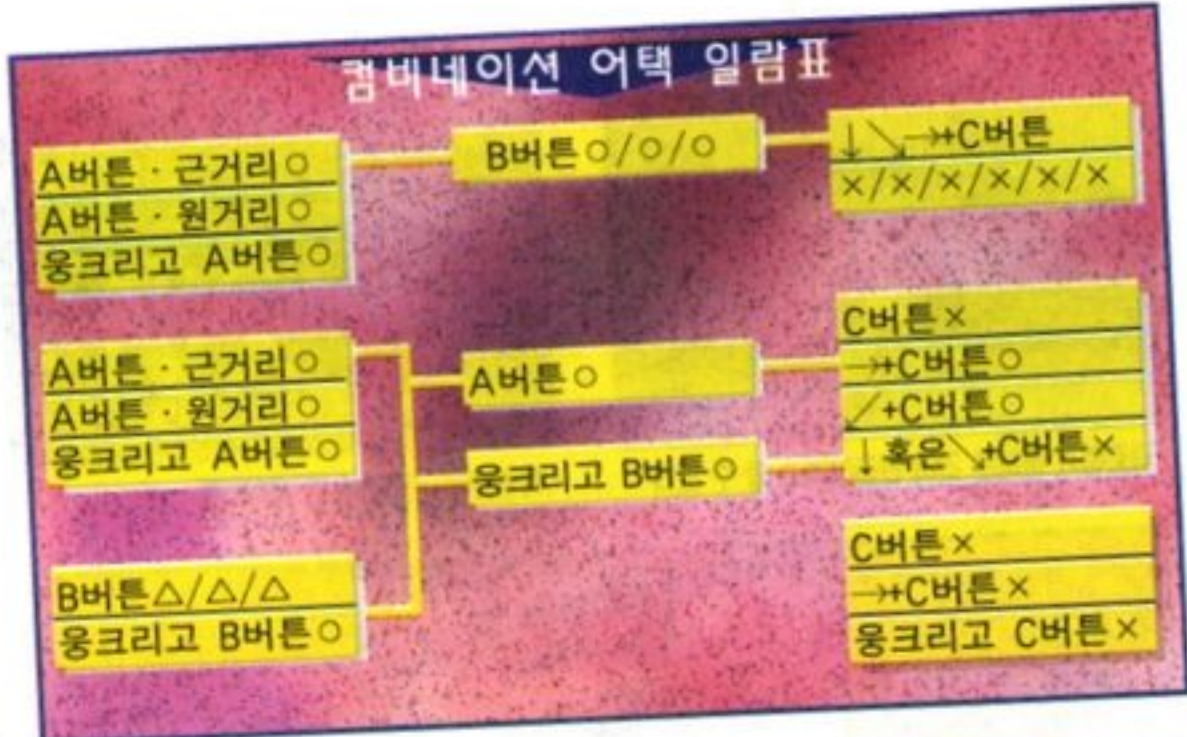 컴비네이션 어택 일람표
A버튼·근거리○
A버튼·원거리○
웅크리고 A버튼○
B버튼○/○/○
↓↘→+C버튼
×/×/×/×/×/×
A버튼·근거리○
A버튼·원거리○
웅크리고 A버튼○
B버튼△/△/△
웅크리고 B버튼○
A버튼○
웅크리고 B버튼○
C버튼×
→+C버튼○
／+C버튼○
↓혹은↘+C버튼×
C버튼×
→+C버튼×
웅크리고 C버튼×